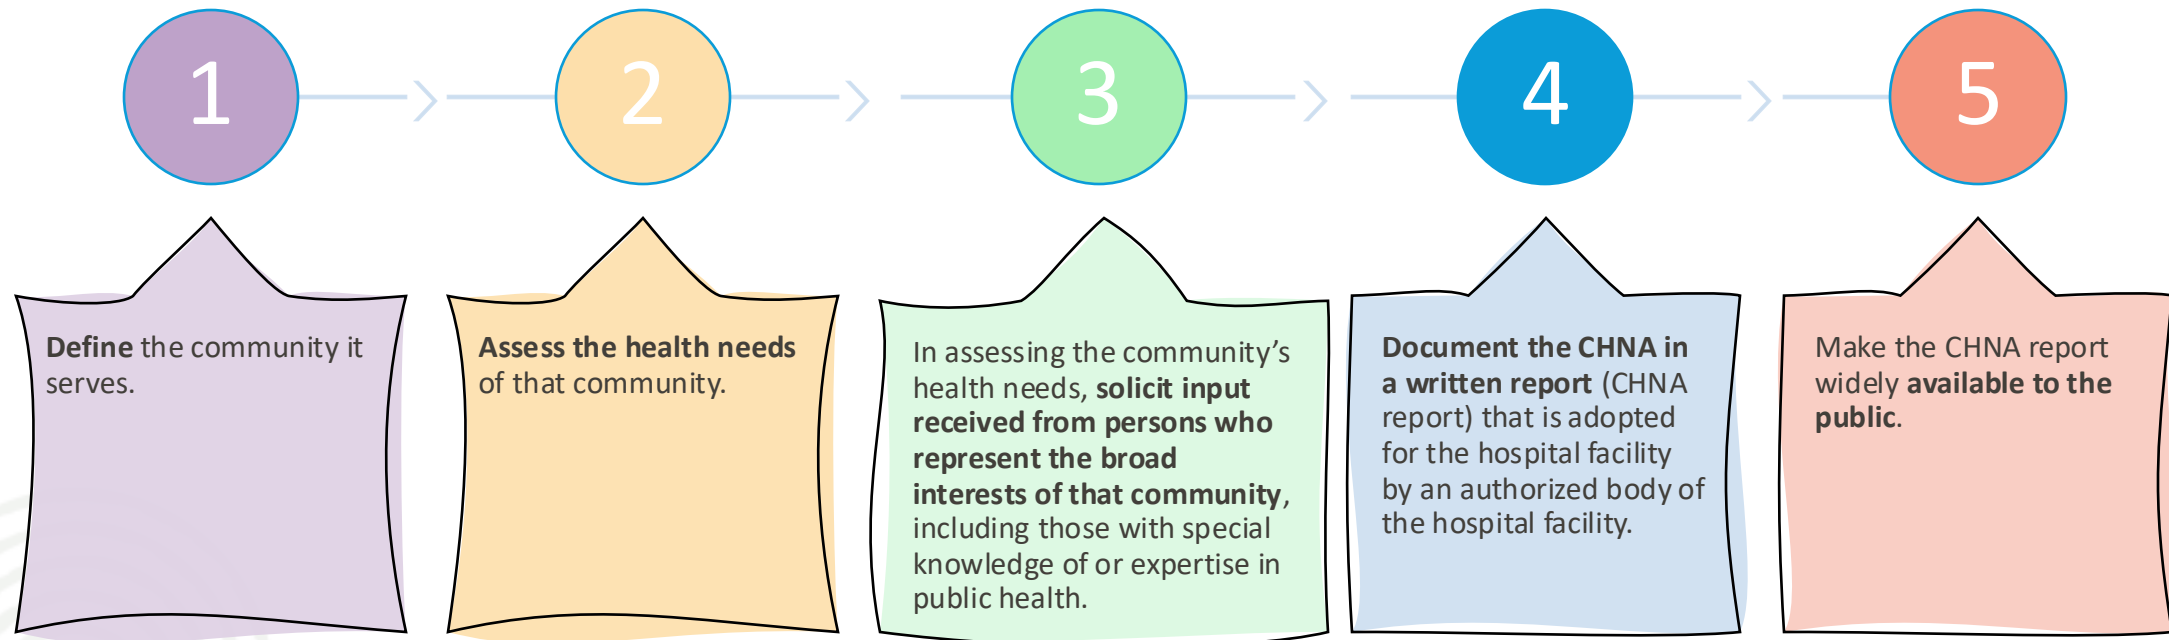 1
2
3
4
5
Define the community it
serves.
Assess the health needs
of that community.
In assessing the community’s
health needs, solicit input
received from persons who
represent the broad
interests of that community,
including those with special
knowledge of or expertise in
public health.
Document the CHNA in
a written report (CHNA
report) that is adopted
for the hospital facility
by an authorized body of
the hospital facility.
Make the CHNA report
widely available to the
public.